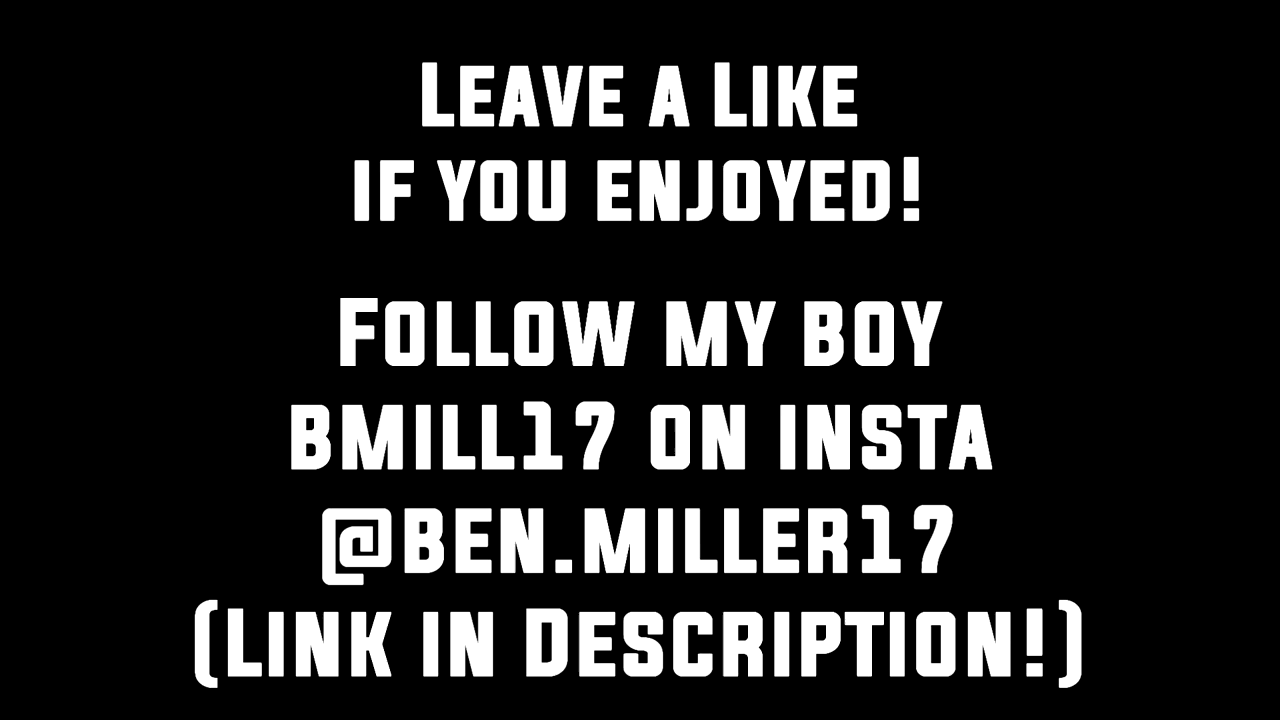 Leave a Like
if you enjoyed!
Follow my boy
bmill17 on insta
@ben.miller17
(Link in Description!)